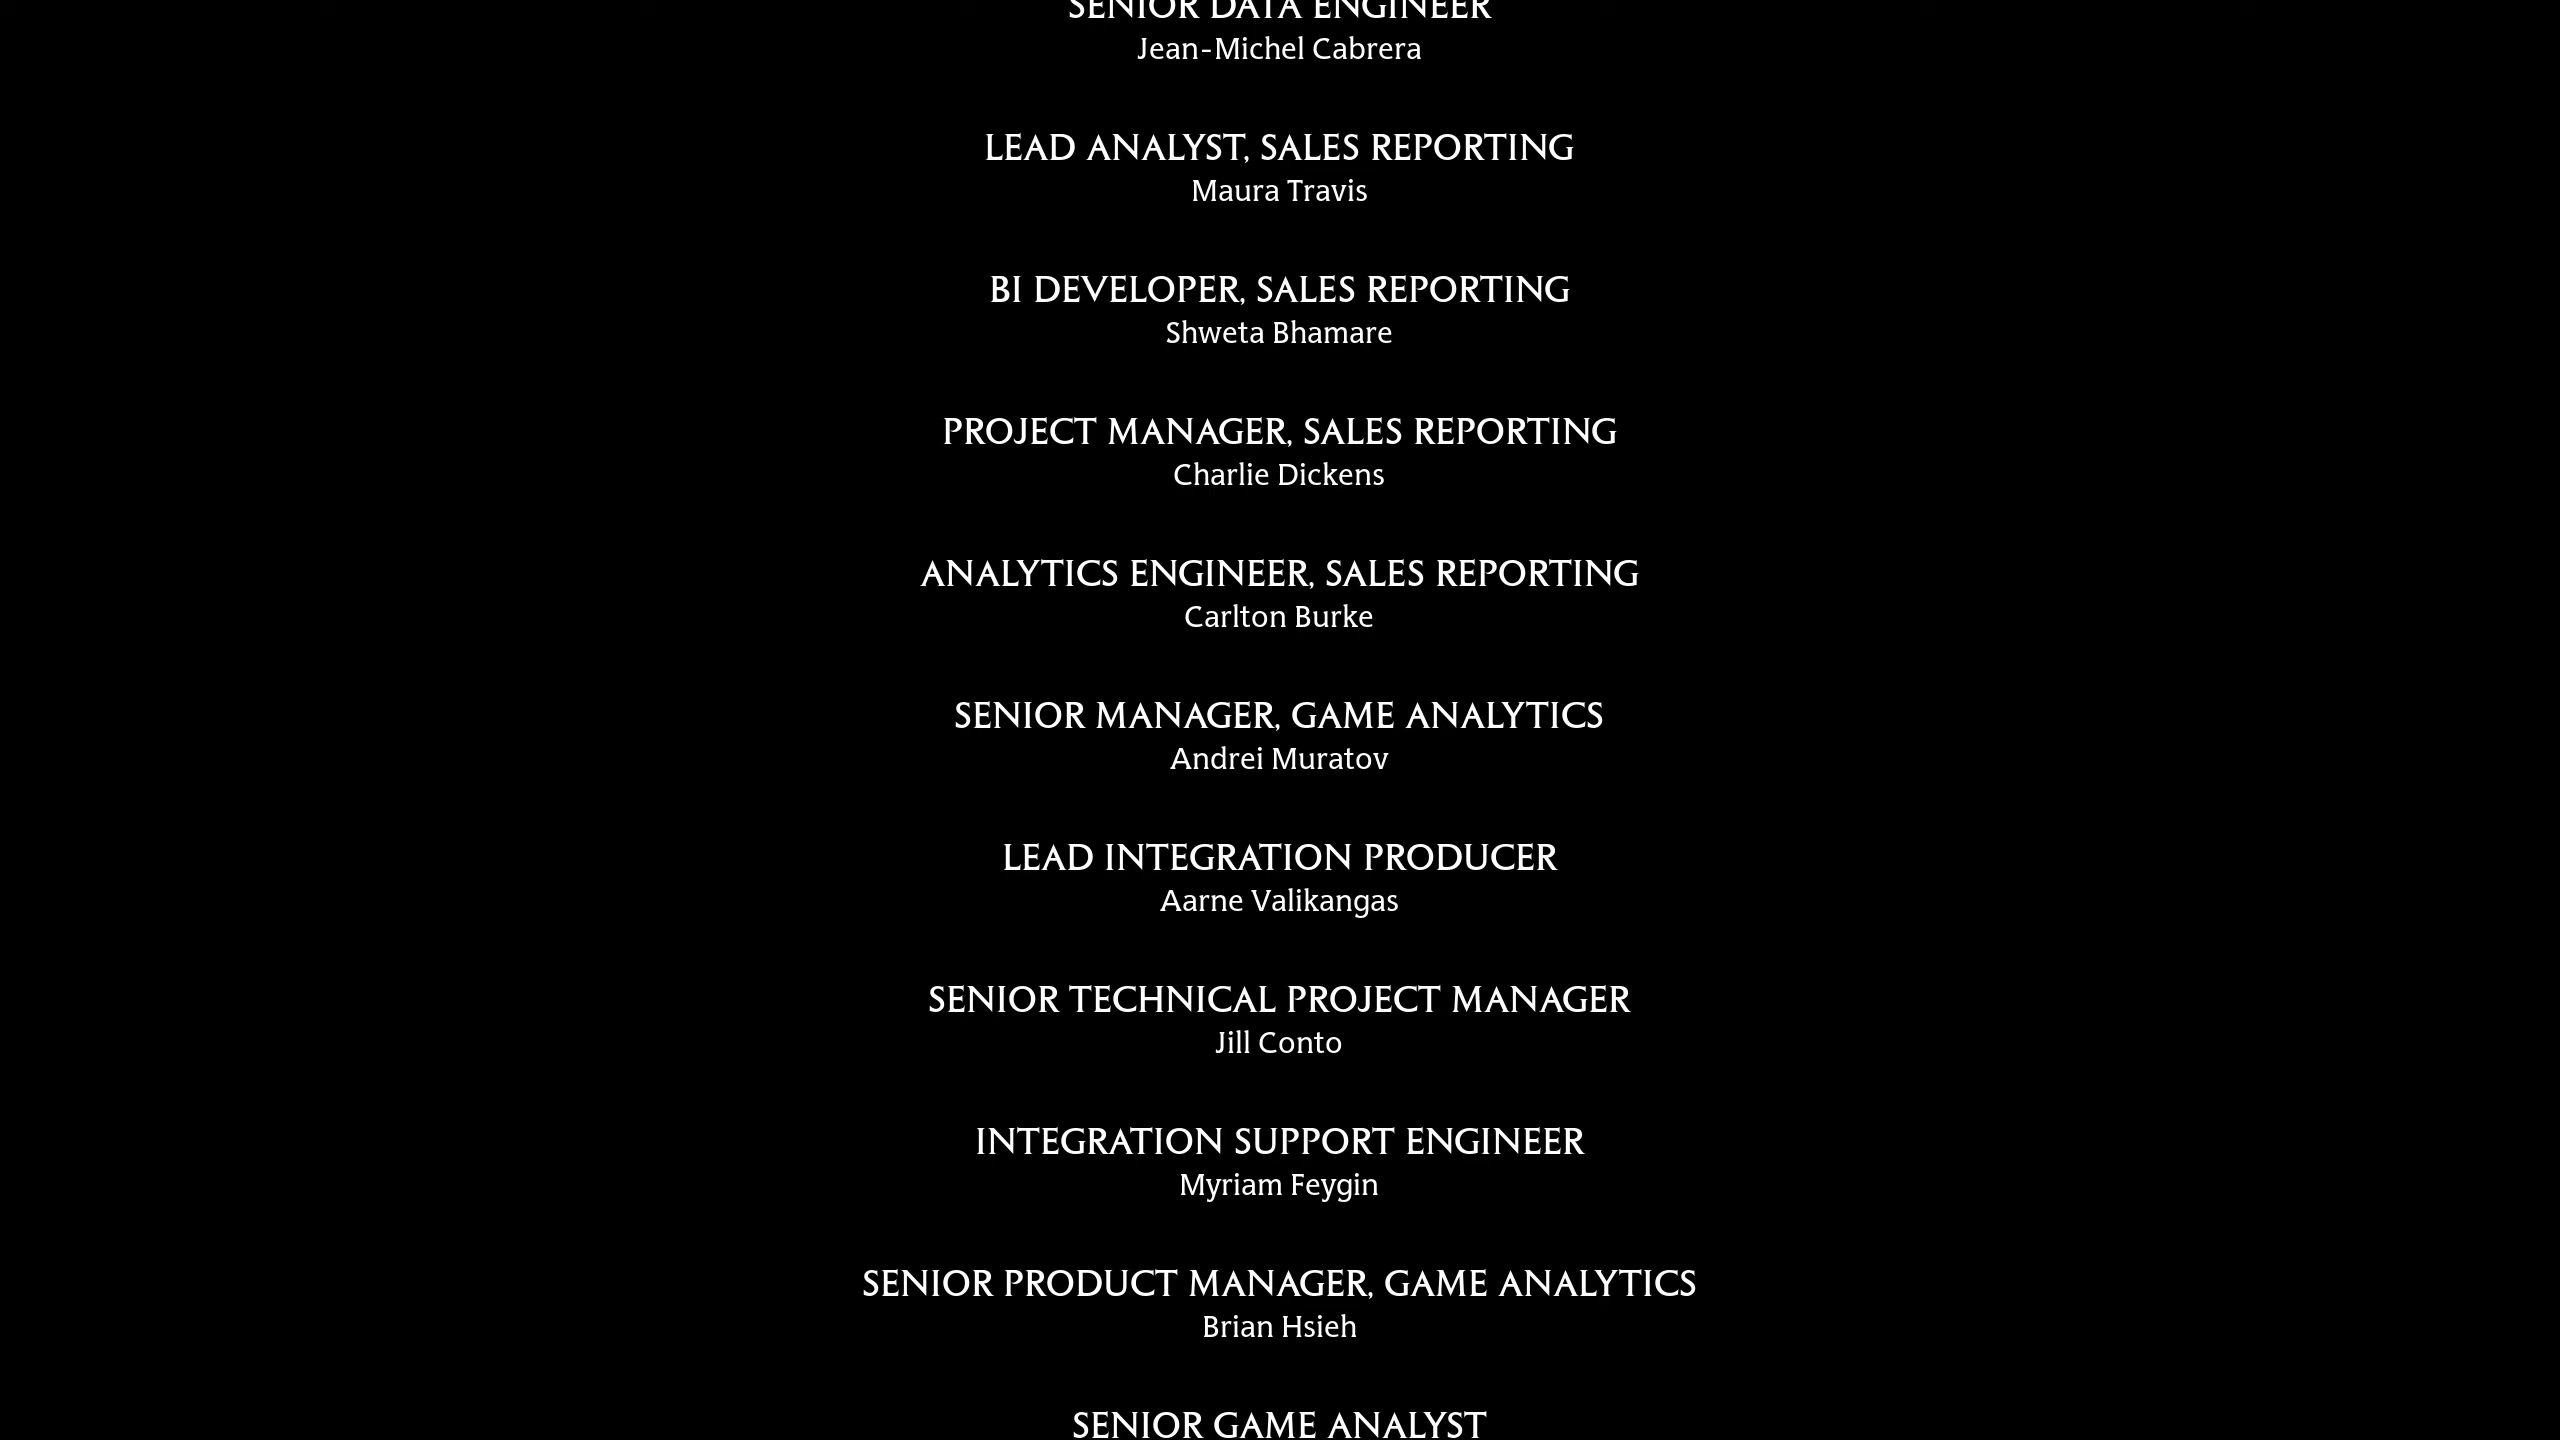 SENIOR DATA ENGINEER
Jean-Michel Cabrera
LEAD ANALYST, SALES REPORTING
Maura Travis
BI DEVELOPER, SALES REPORTING
Shweta Bhamare
PROJECT MANAGER, SALES REPORTING
Charlie Dickens
ANALYTICS ENGINEER, SALES REPORTING
Carlton Burke
SENIOR MANAGER, GAME ANALYTICS
Andrei Muratov
LEAD INTEGRATION PRODUCER
Aarne Valikangas
SENIOR TECHNICAL PROJECT MANAGER
Jill Conto
INTEGRATION SUPPORT ENGINEER
Myriam Feygin
SENIOR PRODUCT MANAGER, GAME ANALYTICS
Brian Hsieh
SENIOR GAME ANALYST